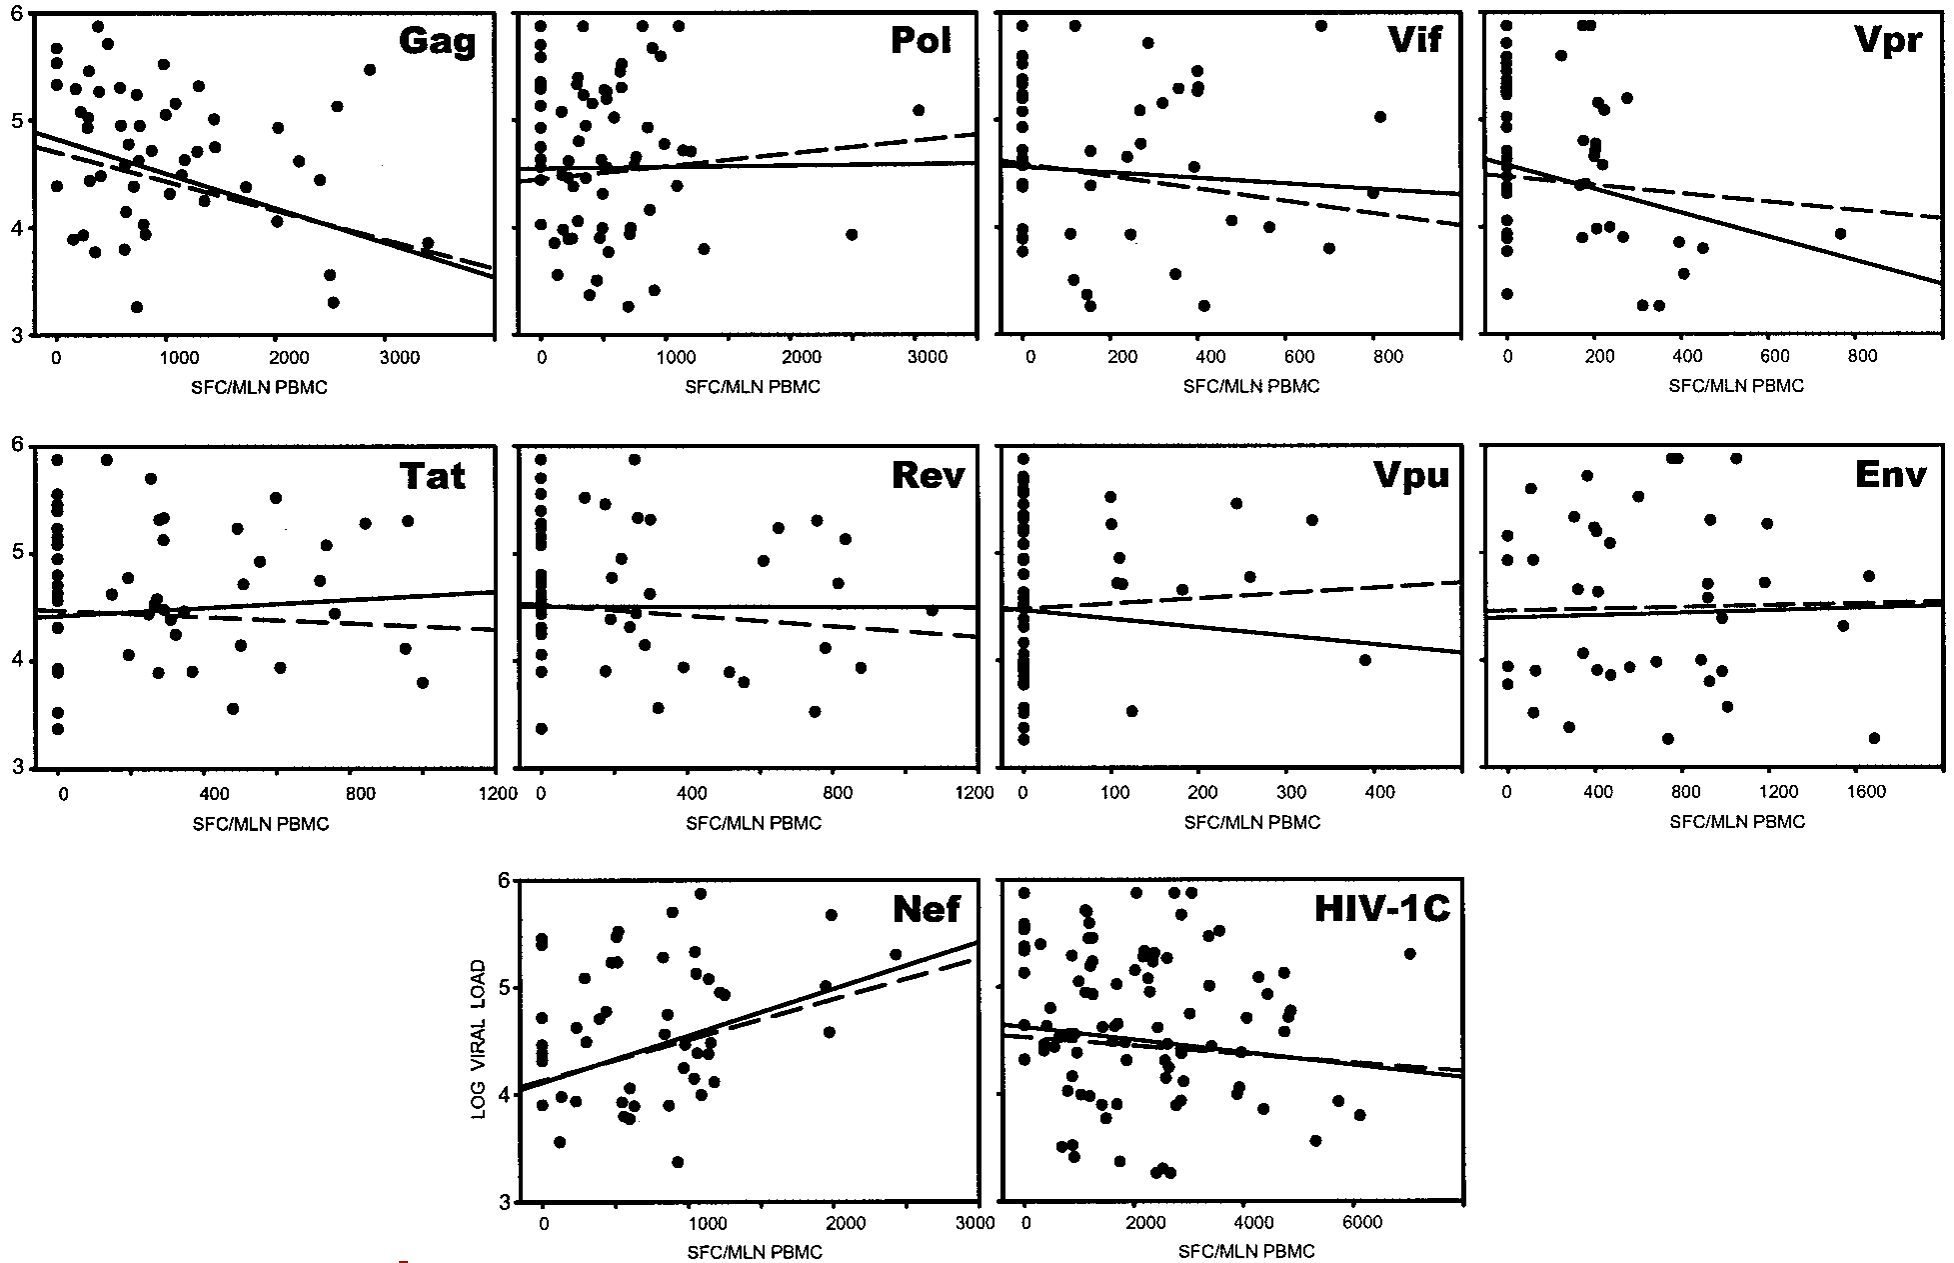 6 Gag Pol Vif Vpr
5
4
3
0 1000 2000 3000 0 1000 2000 3000 0 200 400 600 800 0 200 400 600 800
SFC/MLN PBMC SFC/MLN PBMC SFC/MLN PBMC SFC/MLN PBMC
6 Tat Rev Vpu Env
5
4
3
0 400 800 1200 0 400 800 1200 0 100 200 300 400 0 400 800 1200 1600
SFC/MLN PBMC SFC/MLN PBMC SFC/MLN PBMC SFC/MLN PBMC
6 Nef HIV-1C
5
LOG VIRAL LOAD
4
3
0 1000 2000 3000 0 2000 4000 6000
SFC/MLN PBMC SFC/MLN PBMC